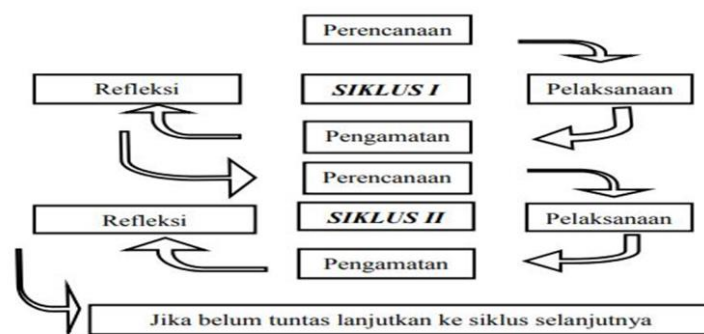 Perencanaan
Refleksi
SIKLUS I
Pelaksanaan
Pengamatan
Perencanaan
Refleksi
SIKLUS II
Pelaksanaan
Pengamatan
Jika belum tuntas lanjutkan ke siklus selanjutnya